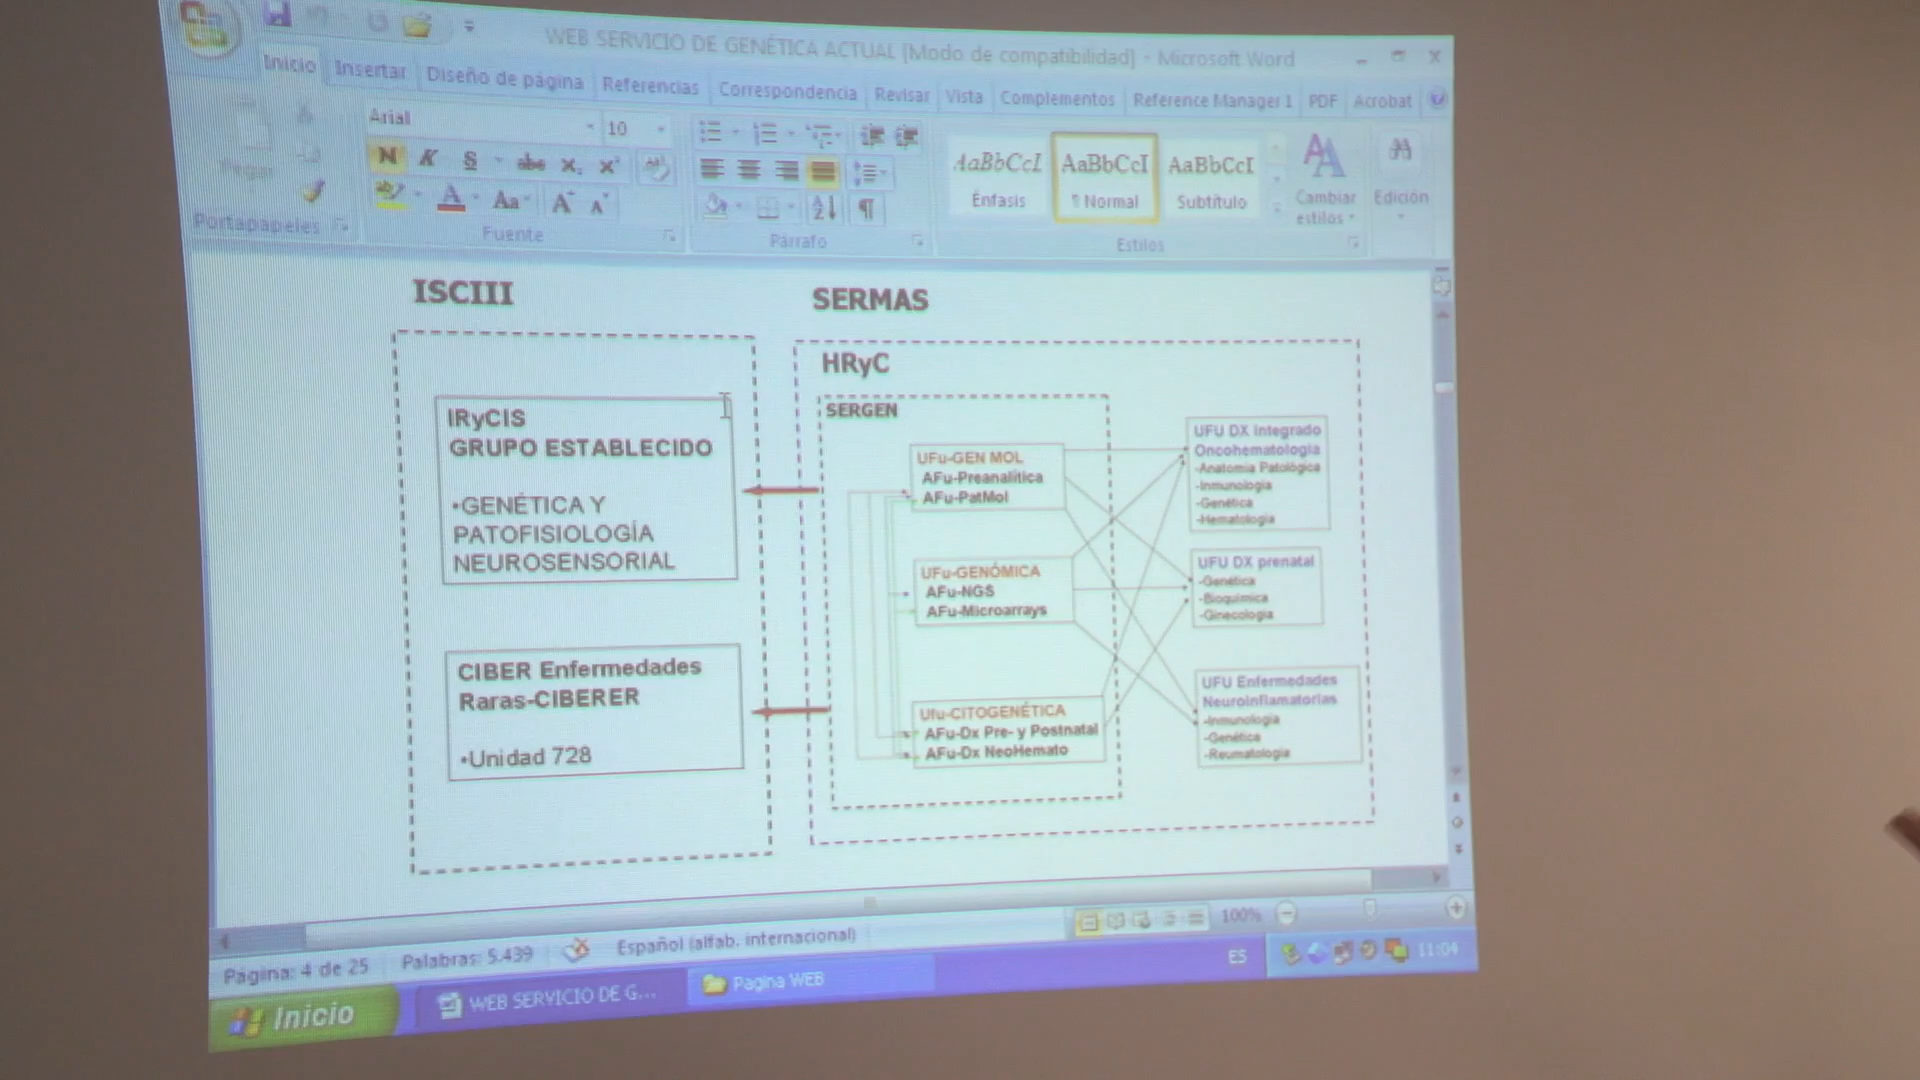 WEB SERVICIO DE GENÉTICA ACTUAL [Modo de compatibilidad] - Microsoft Word
Inicio Insertar Diseño de página Referencias Correspondencia Revisar Vista Complementos Reference Manager 1 PDF Acrobat
Arial 10
Pegar
N K S abc x₂ x²
Aa A A
AaBbCcI AaBbCcI AaBbCcI
Énfasis ¶ Normal Subtítulo
Cambiar estilos
Edición
Portapapeles Fuente Párrafo Estilos
ISCIII
IRyCIS
GRUPO ESTABLECIDO
•GENÉTICA Y
PATOFISIOLOGÍA
NEUROSENSORIAL
CIBER Enfermedades
Raras-CIBERER
•Unidad 728
SERMAS
HRyC
SERGEN
UFu-GEN MOL
AFu-Preanalítica
AFu-PatMol
UFu-GENÓMICA
AFu-NGS
AFu-Microarrays
Ufu-CITOGENÉTICA
AFu-Dx Pre- y Postnatal
AFu-Dx NeoHemato
UFU DX Integrado
Oncohematología
-Anatomía Patológica
-Inmunología
-Genética
-Hematología
UFU DX prenatal
-Genética
-Bioquímica
-Ginecología
UFU Enfermedades
Neuroinflamatorias
-Inmunología
-Genética
-Reumatología
Página: 4 de 25 Palabras: 5.439 Español (alfab. internacional) 100%
Inicio WEB SERVICIO DE G... Pagina WEB ES 11:04